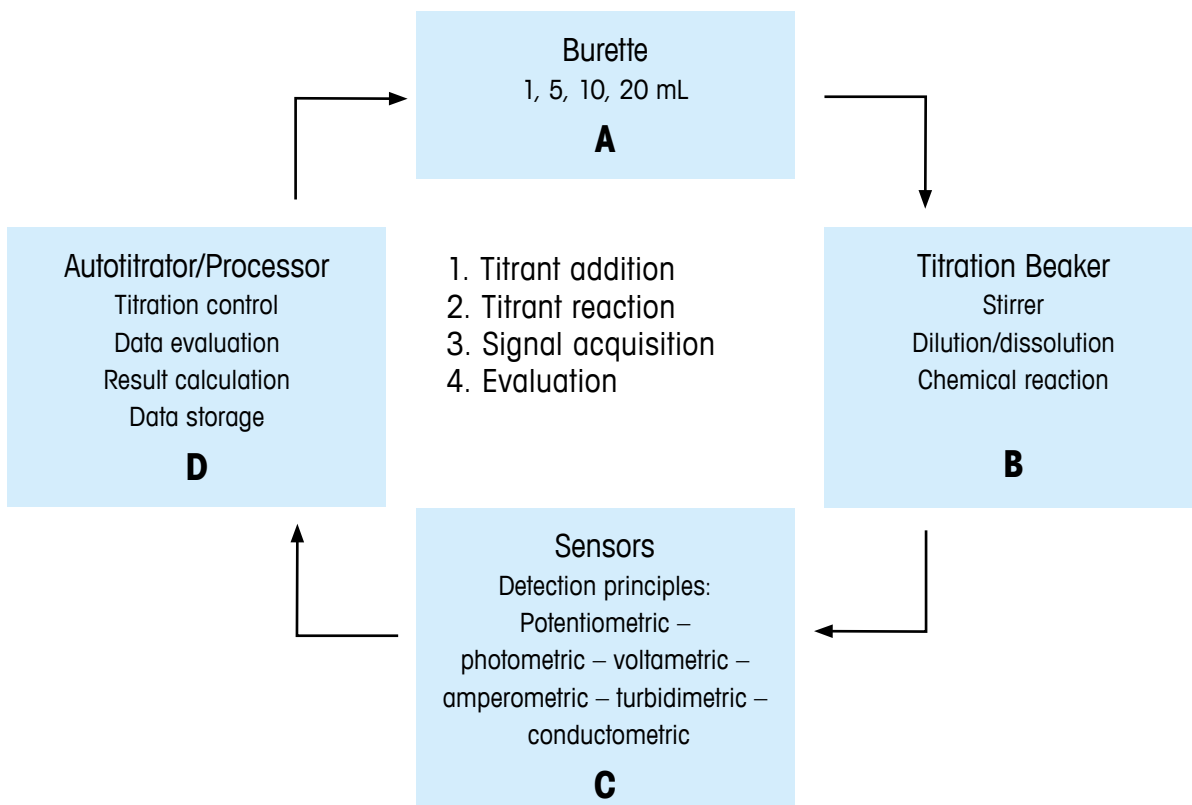 Burette
1, 5, 10, 20 mL
A
Autotitrator/Processor
Titration control
Data evaluation
Result calculation
Data storage
D
1. Titrant addition
2. Titrant reaction
3. Signal acquisition
4. Evaluation
Titration Beaker
Stirrer
Dilution/dissolution
Chemical reaction
B
Sensors
Detection principles:
Potentiometric –
photometric – voltametric –
amperometric – turbidimetric –
conductometric
C